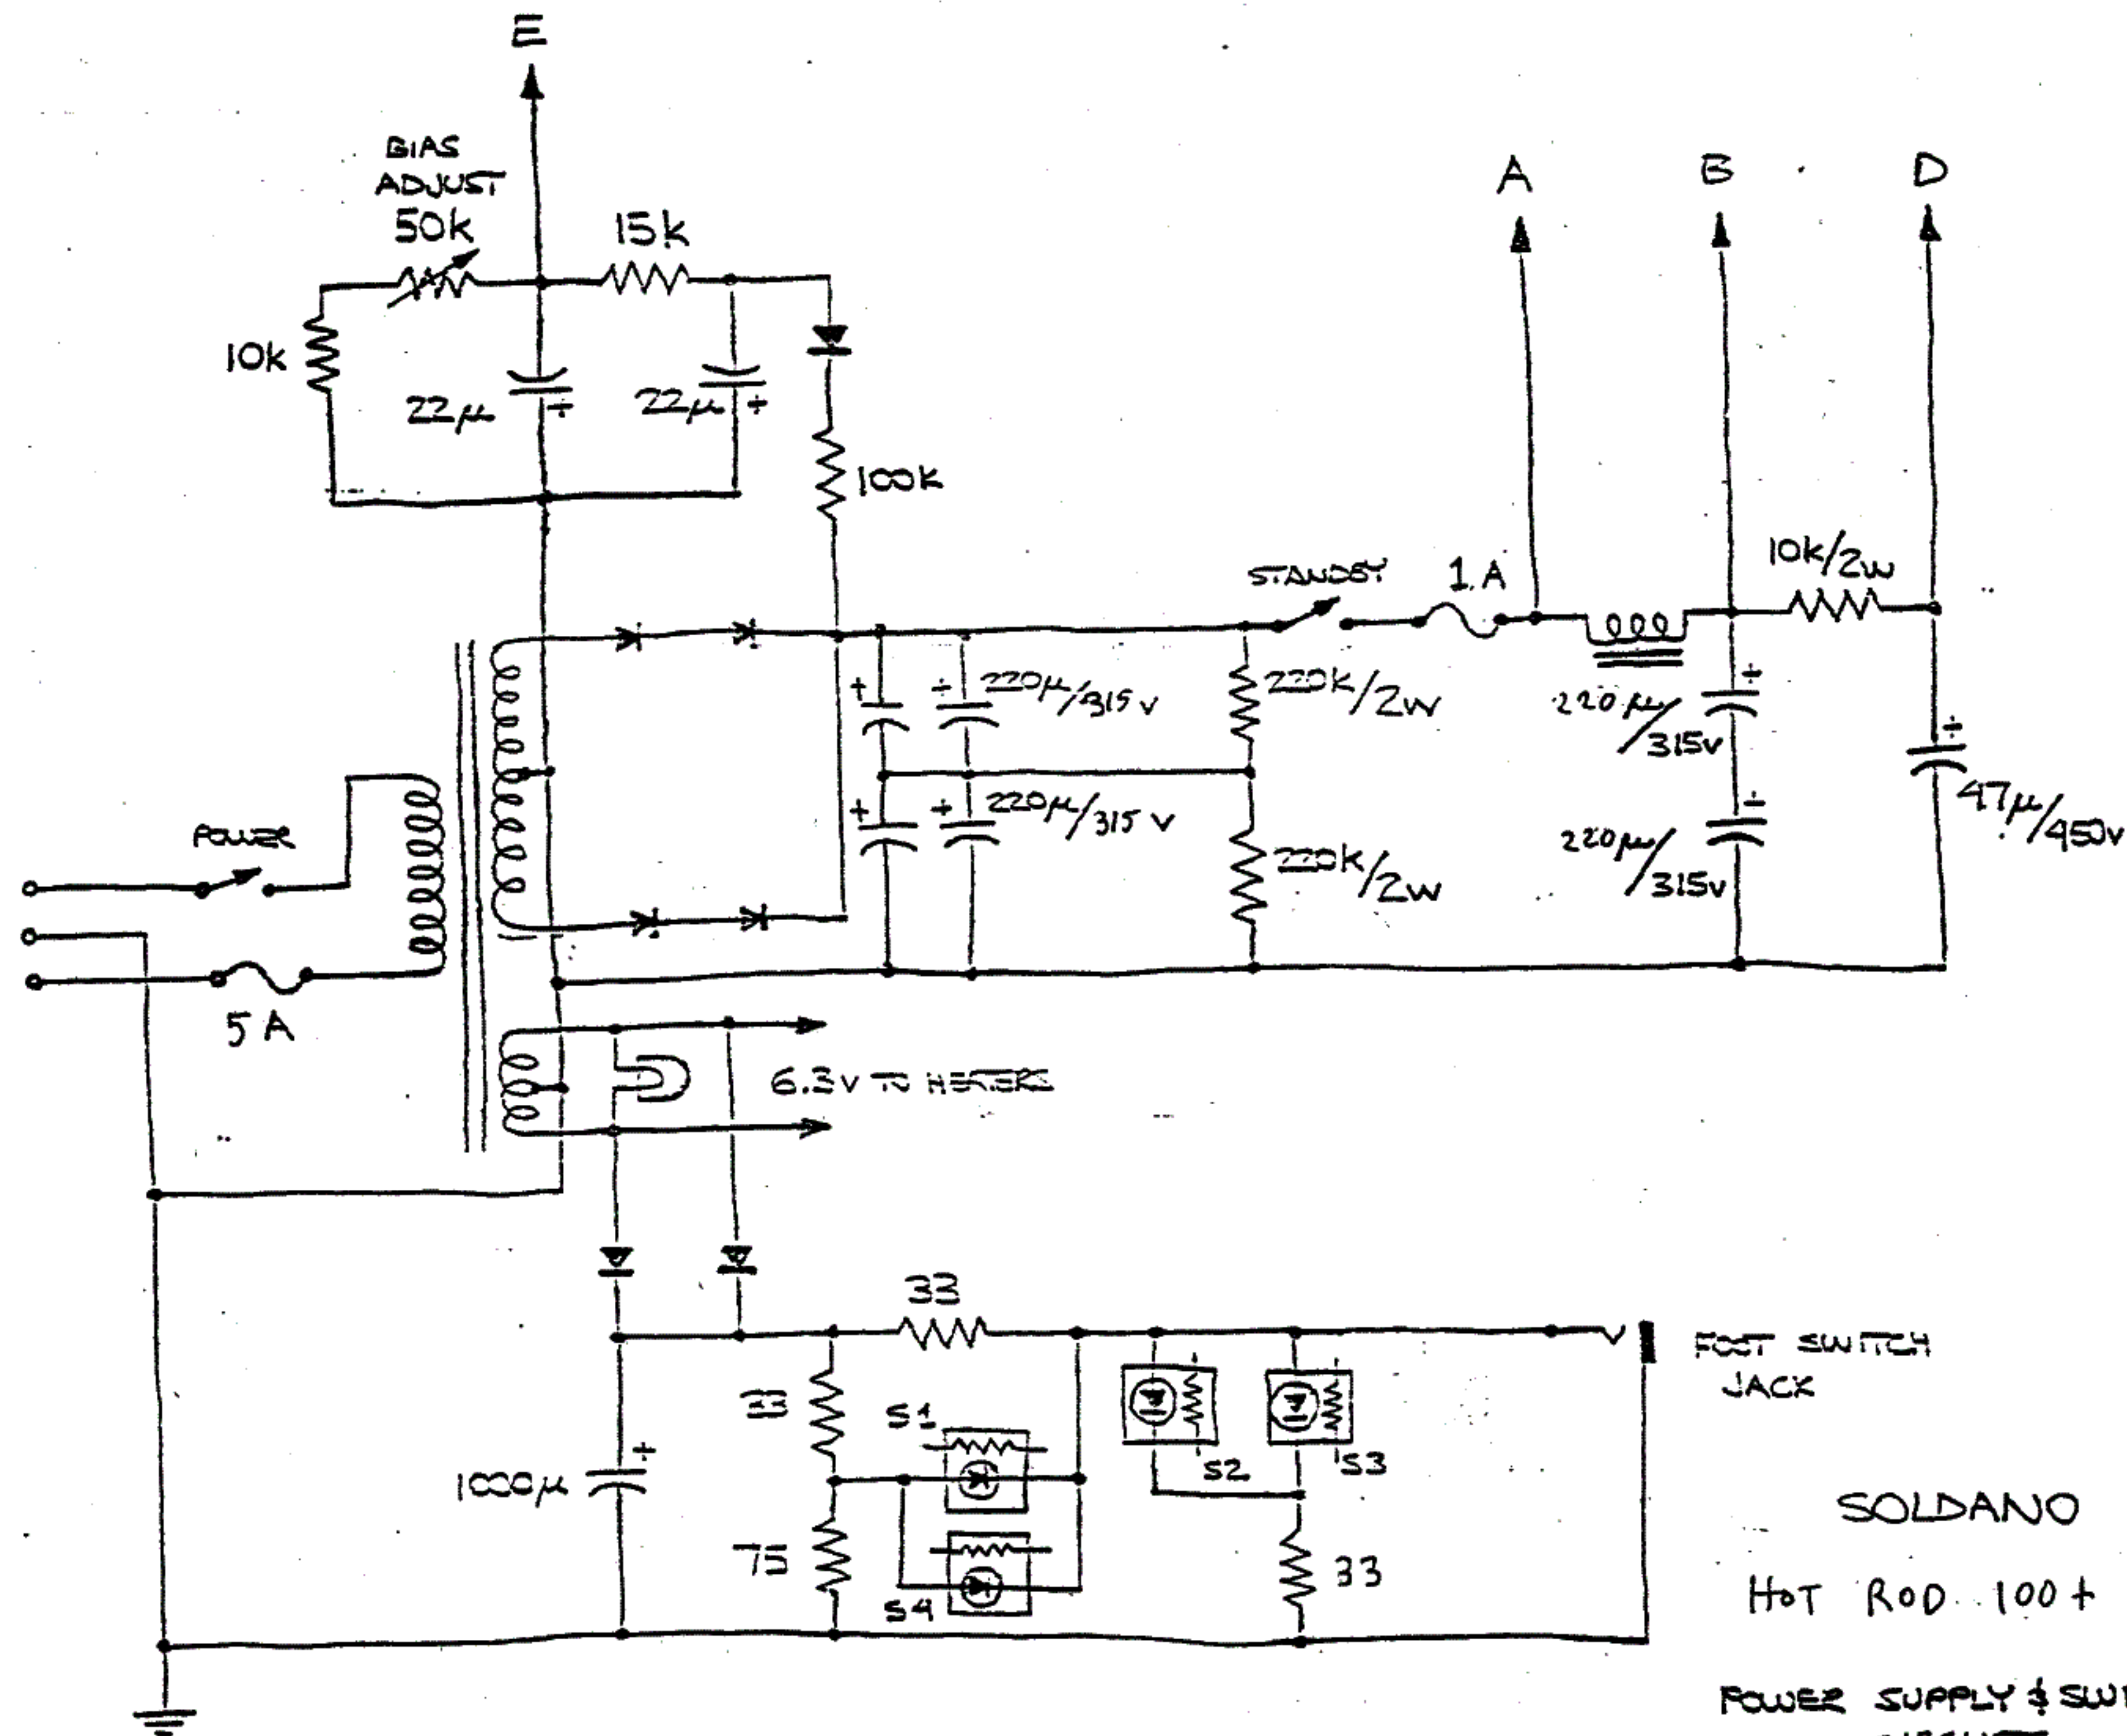 E
BIAS
ADJUST
50k
15k
10k
22µ
+
22µ
+
100k
A
B
D
STANDBY
1A
10k/2w
+
+
220µ/315v
220k/2w
220µ/315v
+
+
47µ/450v
+
+
220µ/315v
220k/2w
220µ/315v
+
POWER
5A
6.3v TO HEATERS
33
FOOT SWITCH
JACK
33
S1
S2
S3
1000µ
+
75
S4
33
SOLDANO
HOT ROD 100+
POWER SUPPLY &